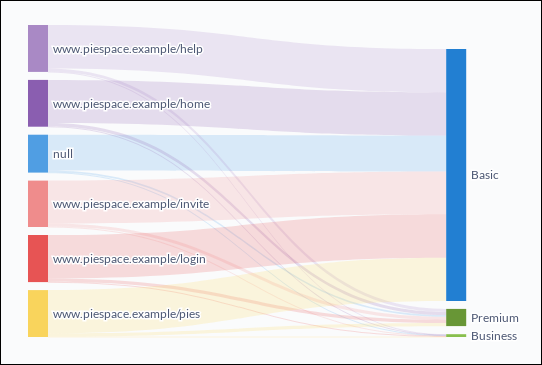 www.piespace.example/help
www.piespace.example/home
null
www.piespace.example/invite
www.piespace.example/login
www.piespace.example/pies
Basic
Premium
Business